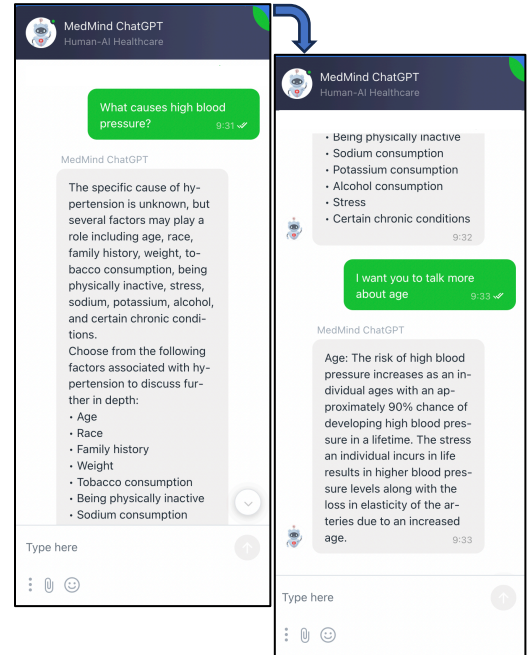 MedMind ChatGPT
Human-AI Healthcare
What causes high blood
pressure?
9:31
MedMind ChatGPT
The specific cause of hy-
pertension is unknown, but
several factors may play a
role including age, race,
family history, weight, to-
bacco consumption, being
physically inactive, stress,
sodium, potassium, alcohol,
and certain chronic condi-
tions.
Choose from the following
factors associated with hy-
pertension to discuss fur-
ther in depth:
• Age
• Race
• Family history
• Weight
• Tobacco consumption
• Being physically inactive
• Sodium consumption
Type here
MedMind ChatGPT
Human-AI Healthcare
• Being physically inactive
• Sodium consumption
• Potassium consumption
• Alcohol consumption
• Stress
• Certain chronic conditions
9:32
I want you to talk more
about age
9:33
MedMind ChatGPT
Age: The risk of high blood
pressure increases as an in-
dividual ages with an ap-
proximately 90% chance of
developing high blood pres-
sure in a lifetime. The stress
an individual incurs in life
results in higher blood pres-
sure levels along with the
loss in elasticity of the ar-
teries due to an increased
age.
9:33
Type here